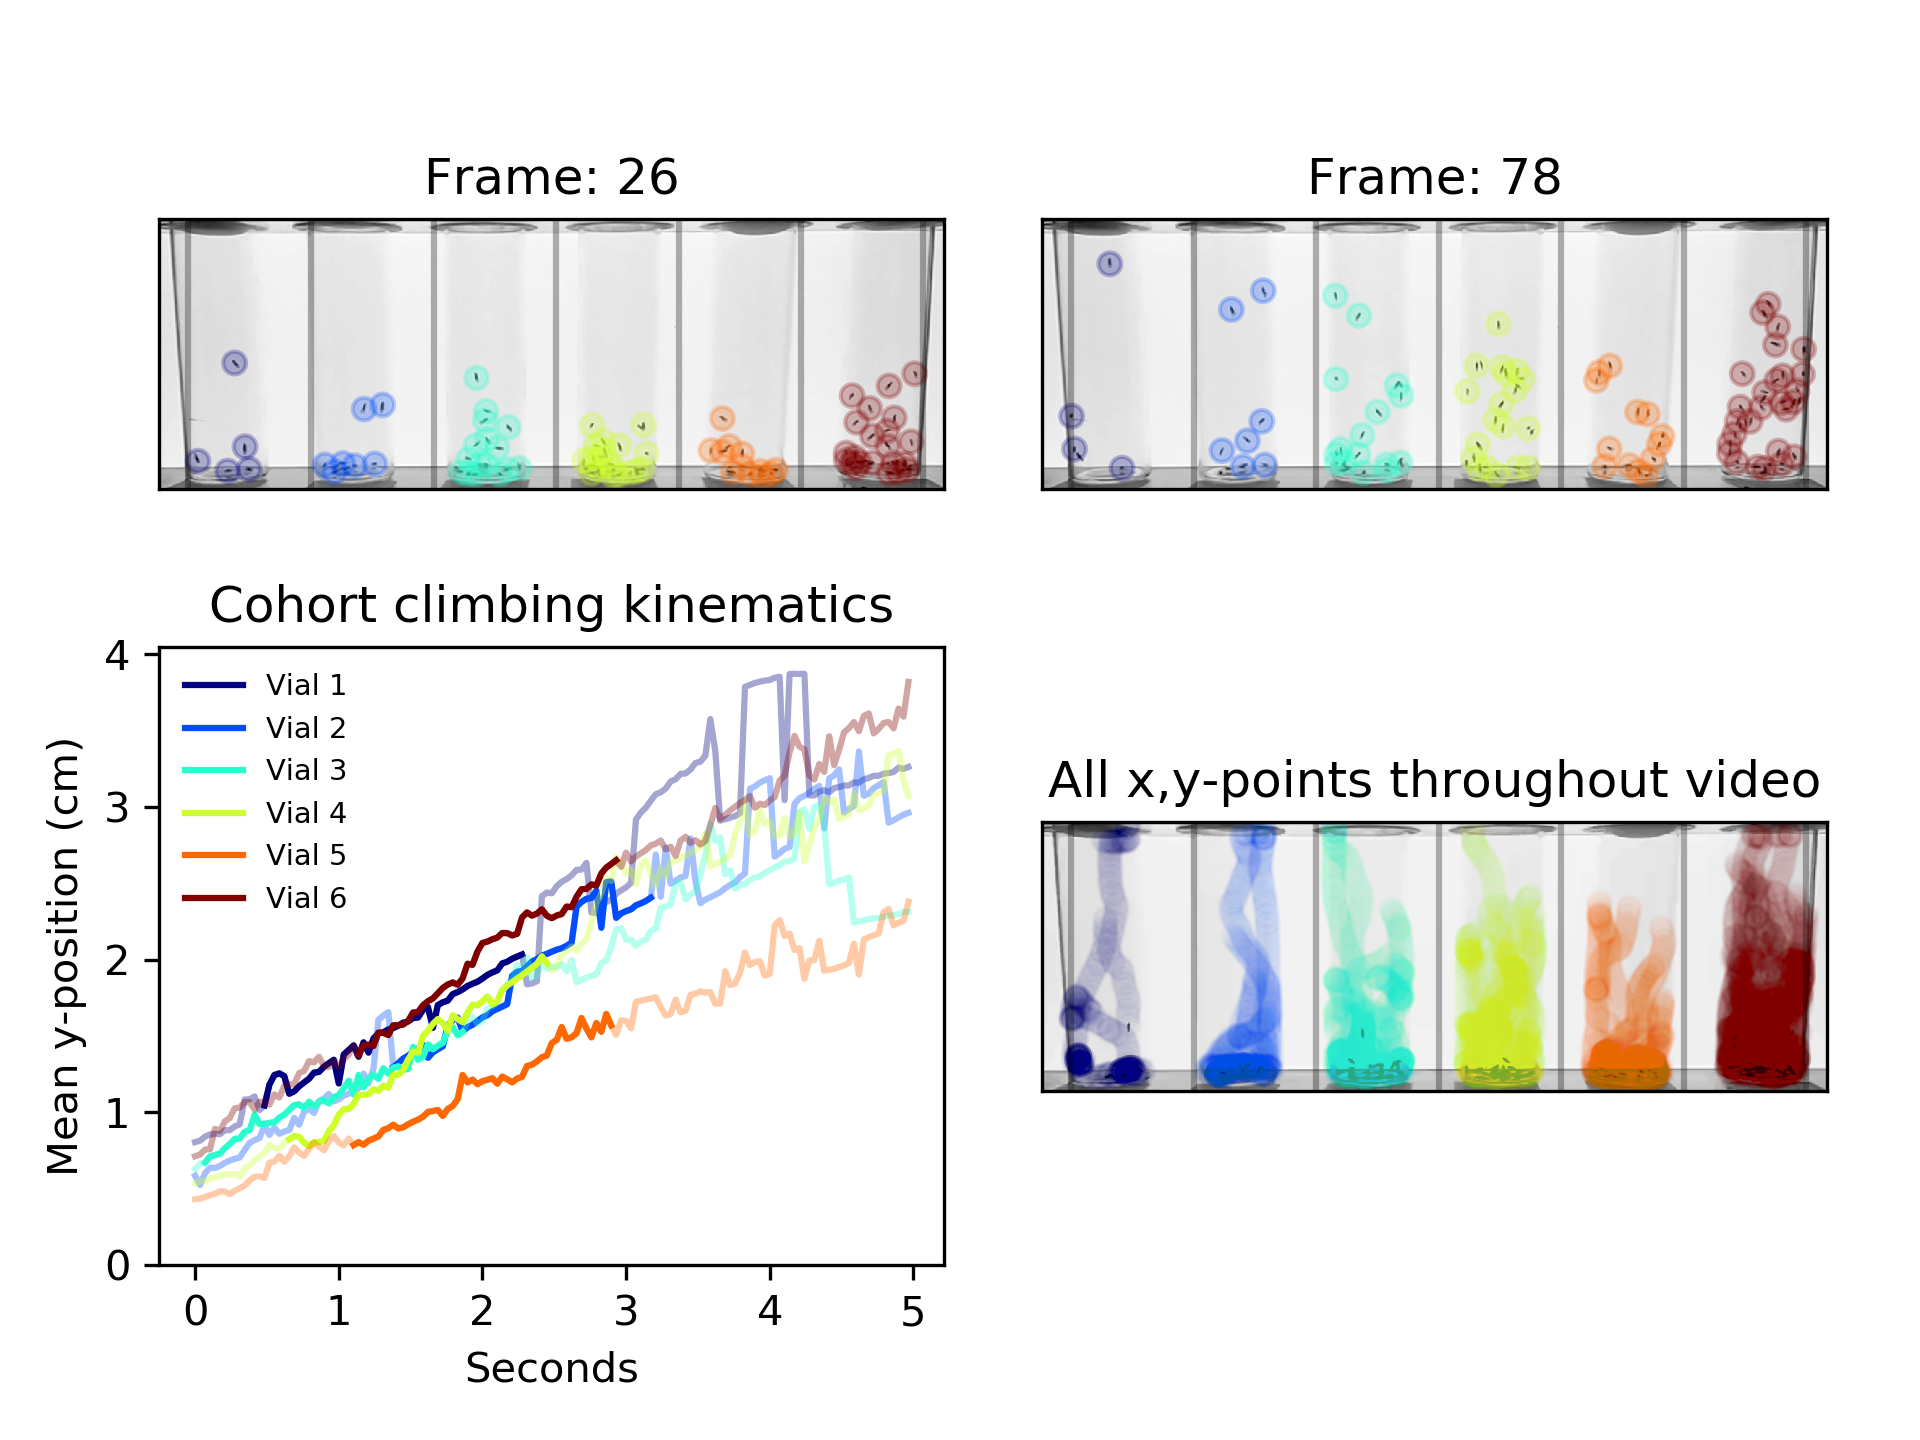 Frame: 26
Frame: 78
Cohort climbing kinematics
4
3
2
1
0
Mean y-position (cm)
Vial 1
Vial 2
Vial 3
Vial 4
Vial 5
Vial 6
0 1 2 3 4 5
Seconds
All x,y-points throughout video